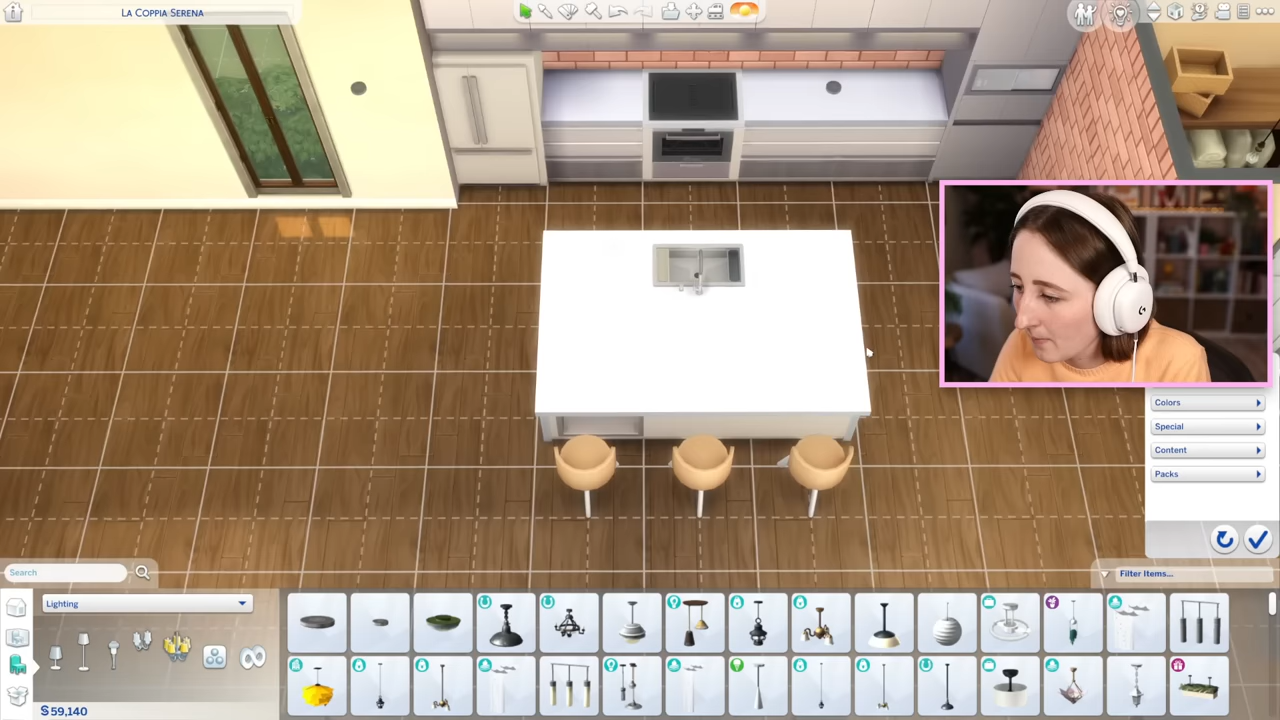 La Coppia Serena
Colors
Special
Content
Packs
Search
Filter Items...
Lighting
§59,140